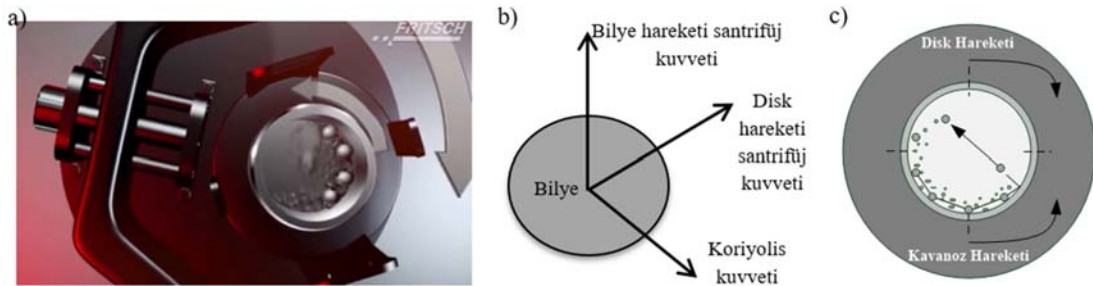 a)
FRITSCH
b)
Bilye hareketi santrifüj
kuvveti
Disk
hareketi
santrifüj
kuvveti
Bilye
Koriyolis
kuvveti
c)
Disk Hareketi
Kavanoz Hareketi